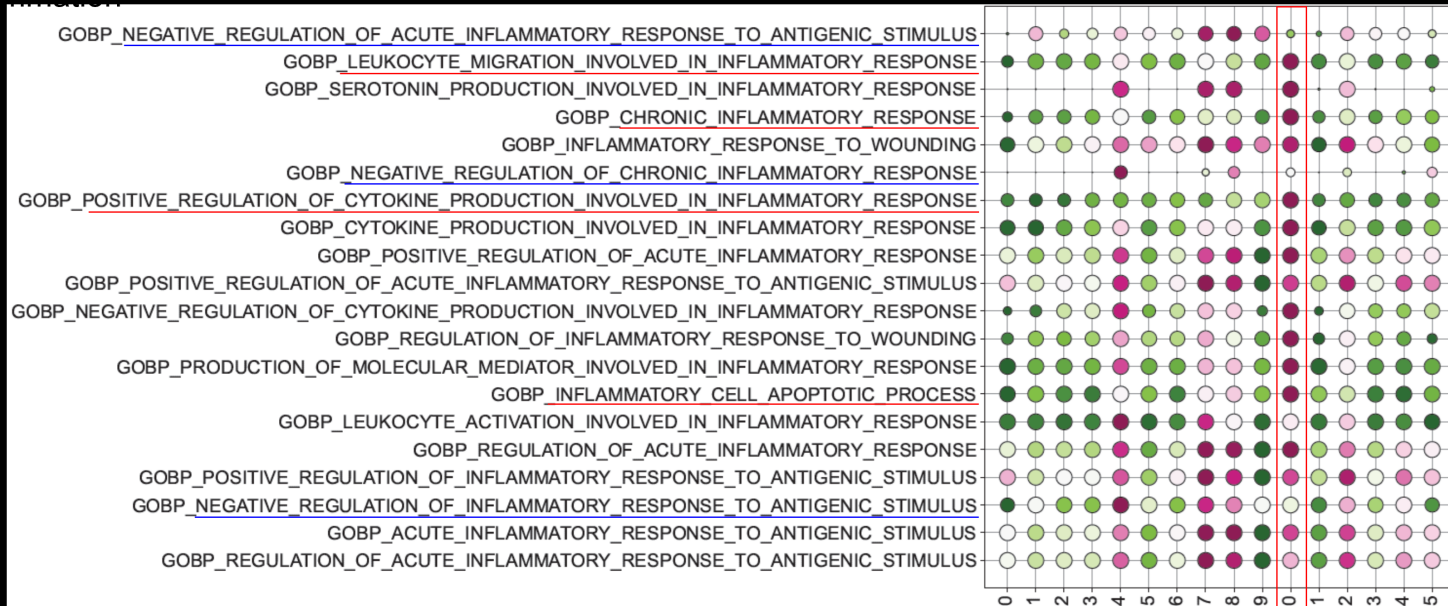 GOBP_NEGATIVE_REGULATION_OF_ACUTE_INFLAMMATORY_RESPONSE_TO_ANTIGENIC_STIMULUS
GOBP_LEUKOCYTE_MIGRATION_INVOLVED_IN_INFLAMMATORY_RESPONSE
GOBP_SEROTONIN_PRODUCTION_INVOLVED_IN_INFLAMMATORY_RESPONSE
GOBP_CHRONIC_INFLAMMATORY_RESPONSE
GOBP_INFLAMMATORY_RESPONSE_TO_WOUNDING
GOBP_NEGATIVE_REGULATION_OF_CHRONIC_INFLAMMATORY_RESPONSE
GOBP_POSITIVE_REGULATION_OF_CYTOKINE_PRODUCTION_INVOLVED_IN_INFLAMMATORY_RESPONSE
GOBP_CYTOKINE_PRODUCTION_INVOLVED_IN_INFLAMMATORY_RESPONSE
GOBP_POSITIVE_REGULATION_OF_ACUTE_INFLAMMATORY_RESPONSE
GOBP_POSITIVE_REGULATION_OF_ACUTE_INFLAMMATORY_RESPONSE_TO_ANTIGENIC_STIMULUS
GOBP_NEGATIVE_REGULATION_OF_CYTOKINE_PRODUCTION_INVOLVED_IN_INFLAMMATORY_RESPONSE
GOBP_REGULATION_OF_INFLAMMATORY_RESPONSE_TO_WOUNDING
GOBP_PRODUCTION_OF_MOLECULAR_MEDIATOR_INVOLVED_IN_INFLAMMATORY_RESPONSE
GOBP_INFLAMMATORY_CELL_APOPTOTIC_PROCESS
GOBP_LEUKOCYTE_ACTIVATION_INVOLVED_IN_INFLAMMATORY_RESPONSE
GOBP_REGULATION_OF_ACUTE_INFLAMMATORY_RESPONSE
GOBP_POSITIVE_REGULATION_OF_INFLAMMATORY_RESPONSE_TO_ANTIGENIC_STIMULUS
GOBP_NEGATIVE_REGULATION_OF_INFLAMMATORY_RESPONSE_TO_ANTIGENIC_STIMULUS
GOBP_ACUTE_INFLAMMATORY_RESPONSE_TO_ANTIGENIC_STIMULUS
GOBP_REGULATION_OF_ACUTE_INFLAMMATORY_RESPONSE_TO_ANTIGENIC_STIMULUS
0 1 2 3 4 5 6 7 8 9 0 1 2 3 4 5